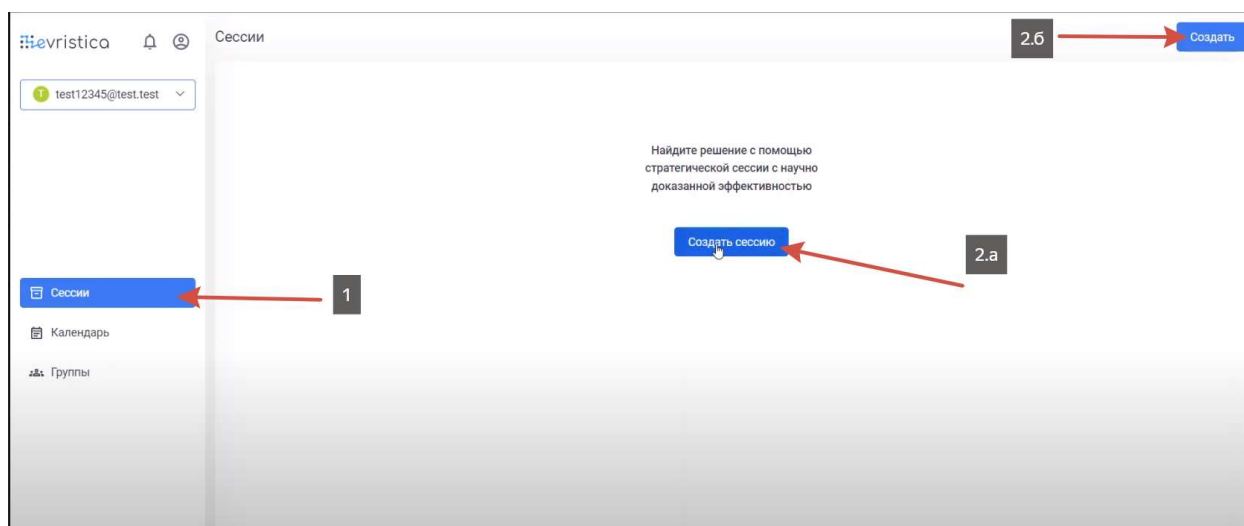 evristica
Сессии
2.б
Создать
test12345@test.test
Найдите решение с помощью
стратегической сессии с научно
доказанной эффективностью
Создать сессию
2.а
Сессии
1
Календарь
Группы